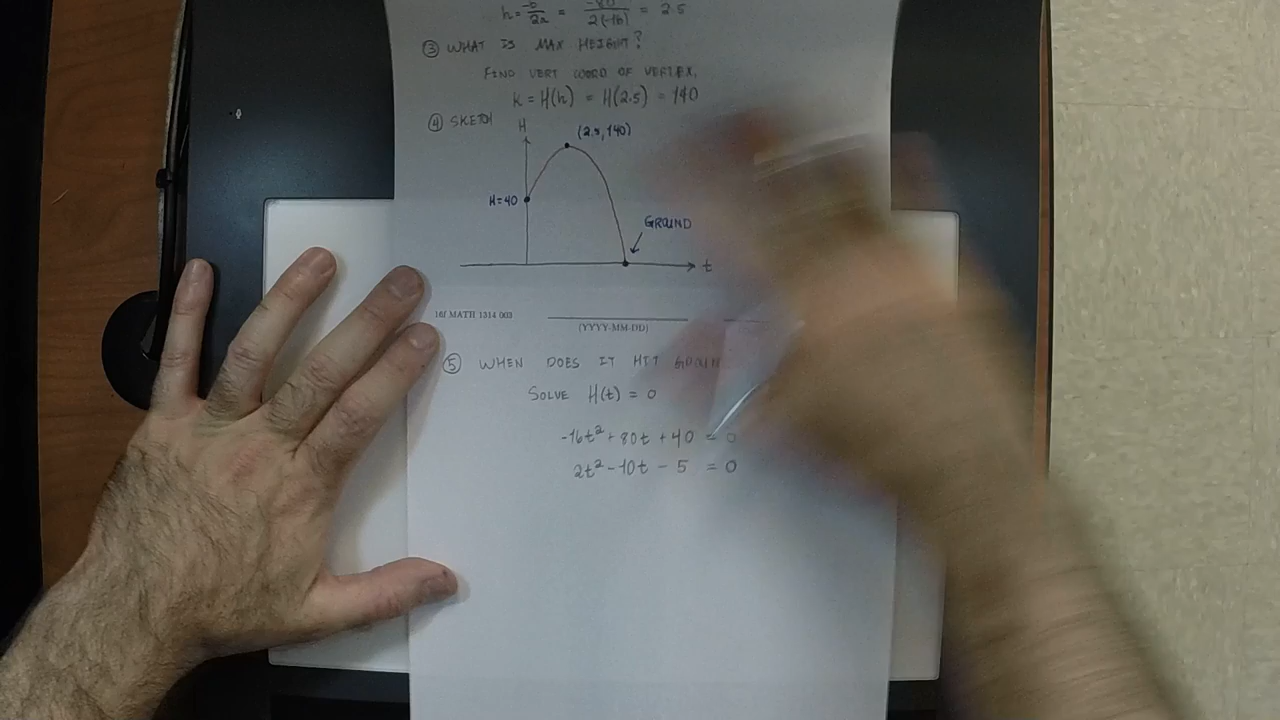 h = -b/2a = -80/2(-16) = 2.5
③ WHAT IS MAX HEIGHT?
FIND VERT COORD OF VERTEX.
K = H(h) = H(2.5) = 140
④ SKETCH
H
(2.5, 140)
H=40
GROUND
t
16f MATH 1314 003
(YYYY-MM-DD)
⑤ WHEN DOES IT HIT
SOLVE H(t) = 0
-16t² + 80t + 40 = 0
2t² - 10t - 5 = 0